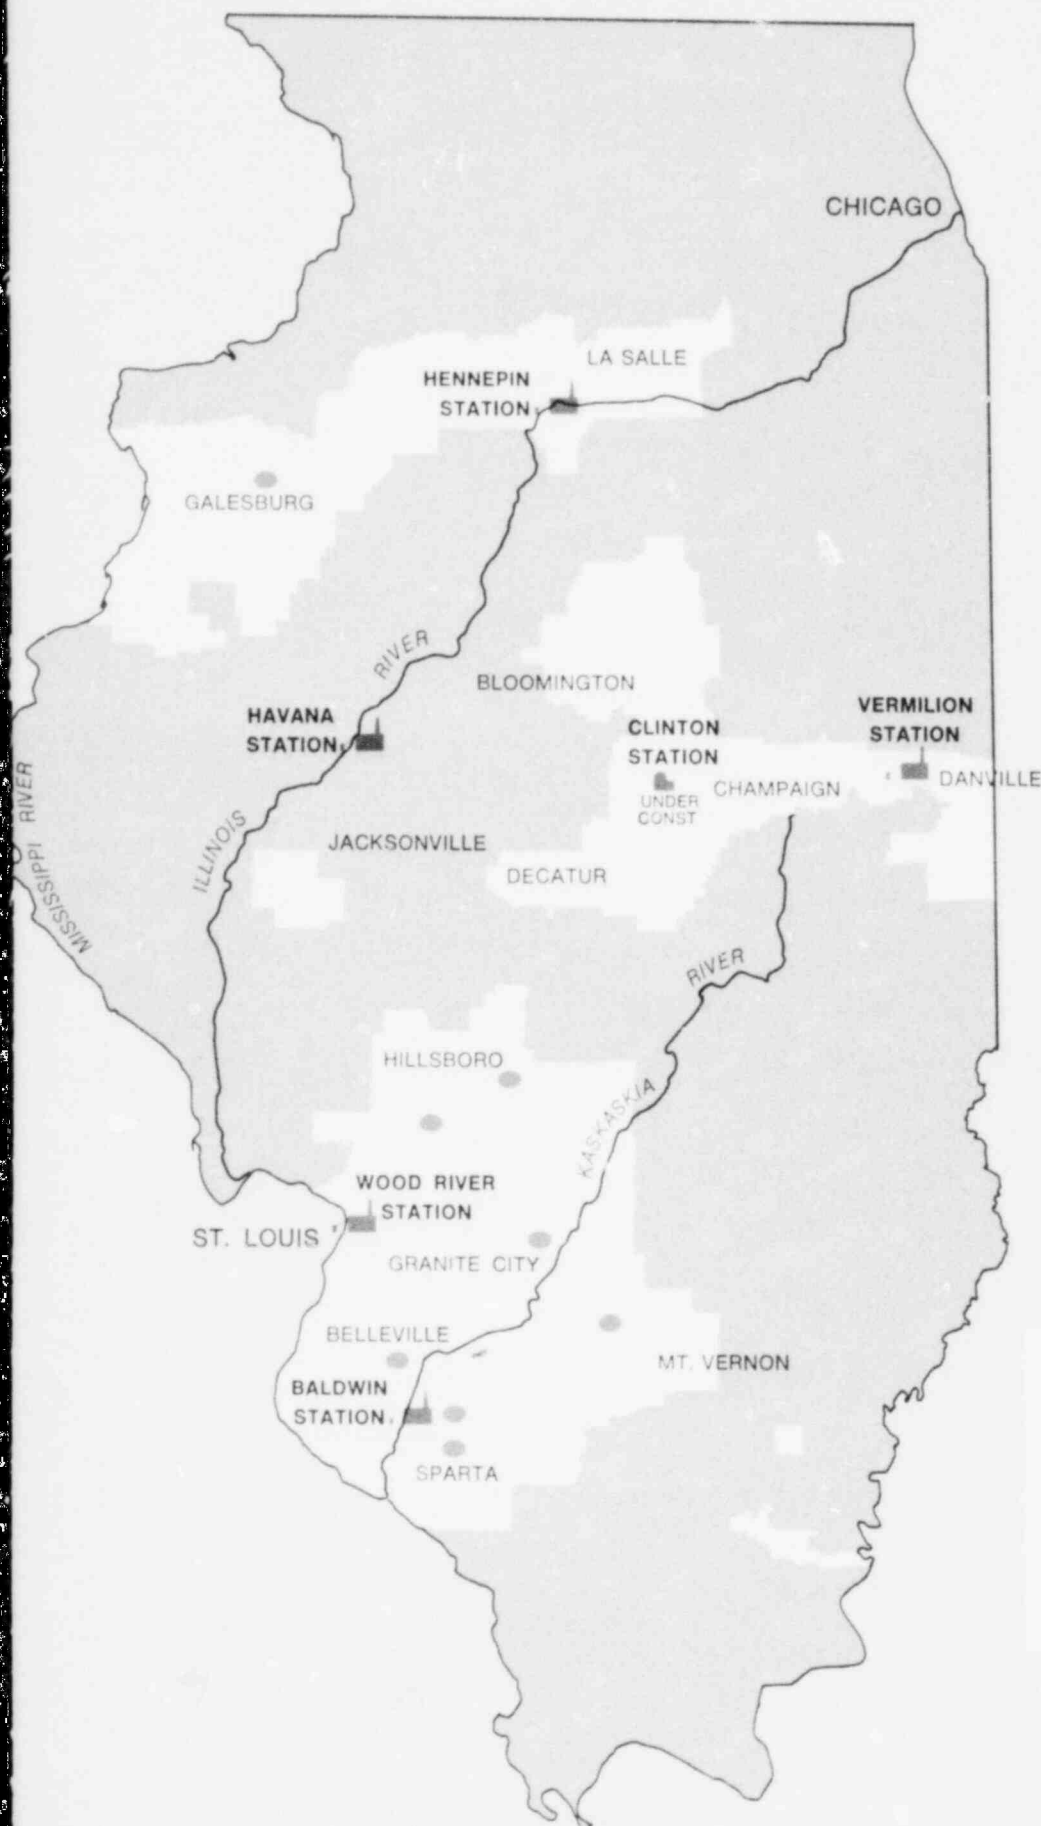 CHICAGO
LA SALLE
HENNEPIN
STATION
GALESBURG
RIVER
BLOOMINGTON
HAVANA
STATION
CLINTON
STATION
UNDER
CONST
VERMILION
STATION
CHAMPAIGN
DANVILLE
MISSISSIPPI RIVER
ILLINOIS
JACKSONVILLE
DECATUR
RIVER
HILLSBORO
KASKASKIA
WOOD RIVER
STATION
ST. LOUIS
GRANITE CITY
BELLEVILLE
MT. VERNON
BALDWIN
STATION
SPARTA